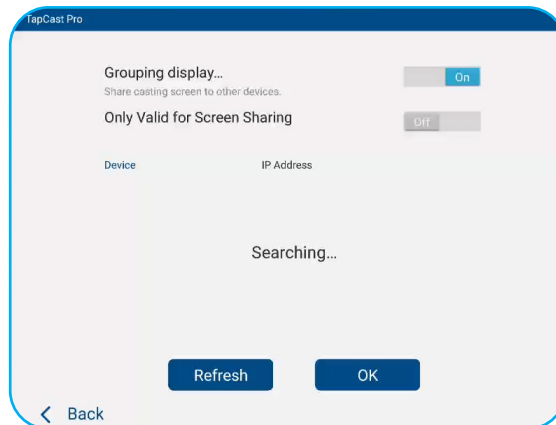 TapCast Pro
Grouping display...
On
Share casting screen to other devices.
Only Valid for Screen Sharing
Off
Device IP Address
Searching...
Refresh OK
Back